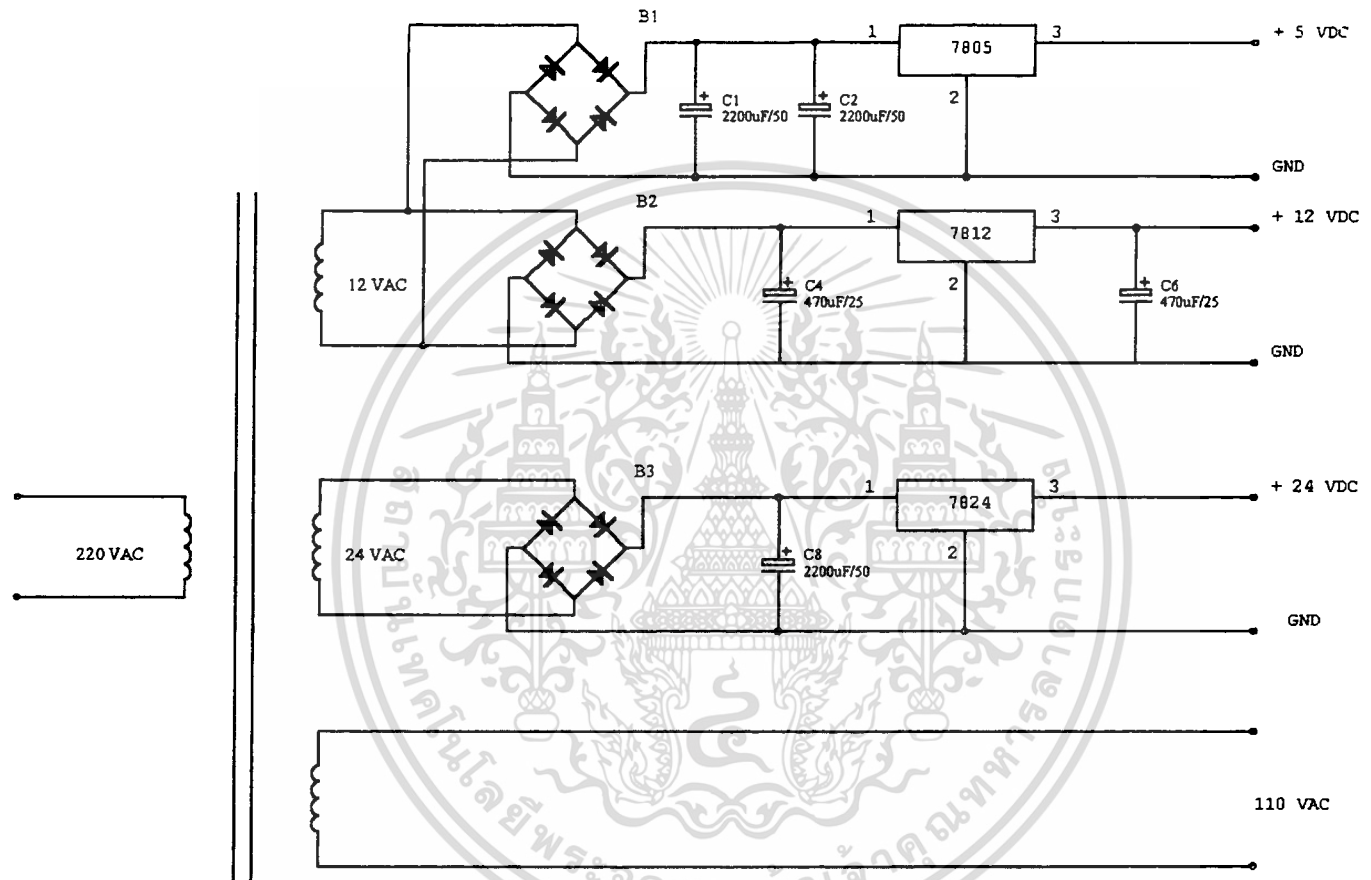 B1
1
7805
3
+ 5 VDC
2
+ C1
2200uF/50
+ C2
2200uF/50
GND
B2
1
7812
3
+ 12 VDC
12 VAC
2
+ C4
470uF/25
+ C6
470uF/25
GND
B3
1
7824
3
+ 24 VDC
220 VAC
24 VAC
2
+ C8
2200uF/50
GND
110 VAC